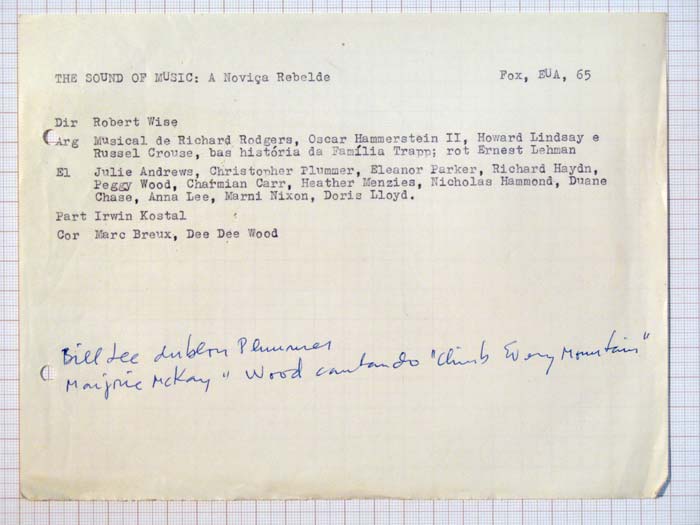 THE SOUND OF MUSIC: A Noviça Rebelde Fox, EUA, 65
Dir Robert Wise
Arg Musical de Richard Rodgers, Oscar Hammerstein II, Howard Lindsay e
Russel Crouse, bas história da Família Trapp; rot Ernest Lehman
El Julie Andrews, Christopher Plummer, Eleanor Parker, Richard Haydn,
Peggy Wood, Charmian Carr, Heather Menzies, Nicholas Hammond, Duane
Chase, Anna Lee, Marni Nixon, Doris Lloyd.
Part Irwin Kostal
Cor Marc Breux, Dee Dee Wood
Bill Lee dublou Plummer
Marjorie McKay " Wood cantando "Climb Every Mountain"